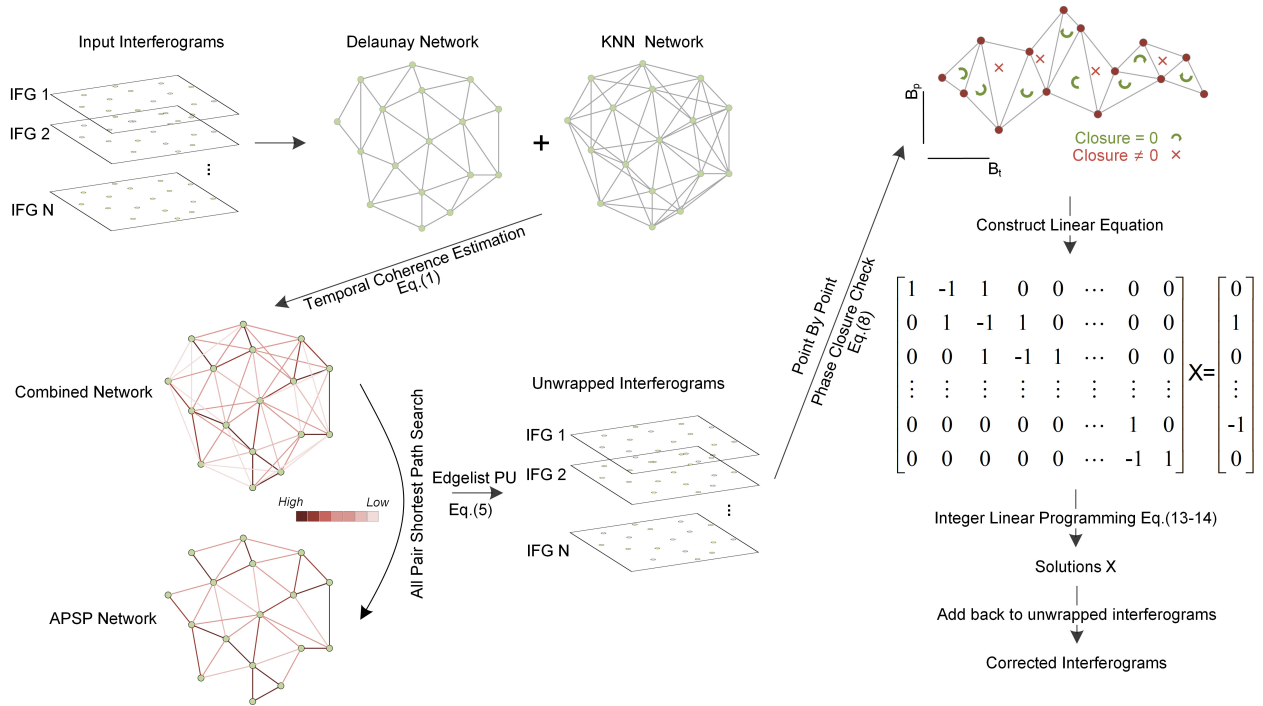 Input Interferograms
IFG 1
IFG 2
...
IFG N
Delaunay Network
+
KNN Network
Temporal Coherence Estimation
Eq.(1)
Combined Network
High
Low
All Pair Shortest Path Search
APSP Network
Edgelist PU
Eq.(5)
Unwrapped Interferograms
IFG 1
IFG 2
...
IFG N
Point By Point
Phase Closure Check
Eq.(8)
Bp
Bt
Closure = 0
Closure ≠ 0 ×
Construct Linear Equation
1 -1 1 0 0 ⋯ 0 0 0
0 1 -1 1 0 ⋯ 0 0 1
0 0 1 -1 1 ⋯ 0 0 0
⋮ ⋮ ⋮ ⋮ ⋮ ⋮ ⋮ ⋮ X= ⋮
0 0 0 0 0 ⋯ 1 0 -1
0 0 0 0 0 ⋯ -1 1 0
Integer Linear Programming Eq.(13-14)
Solutions X
Add back to unwrapped interferograms
Corrected Interferograms